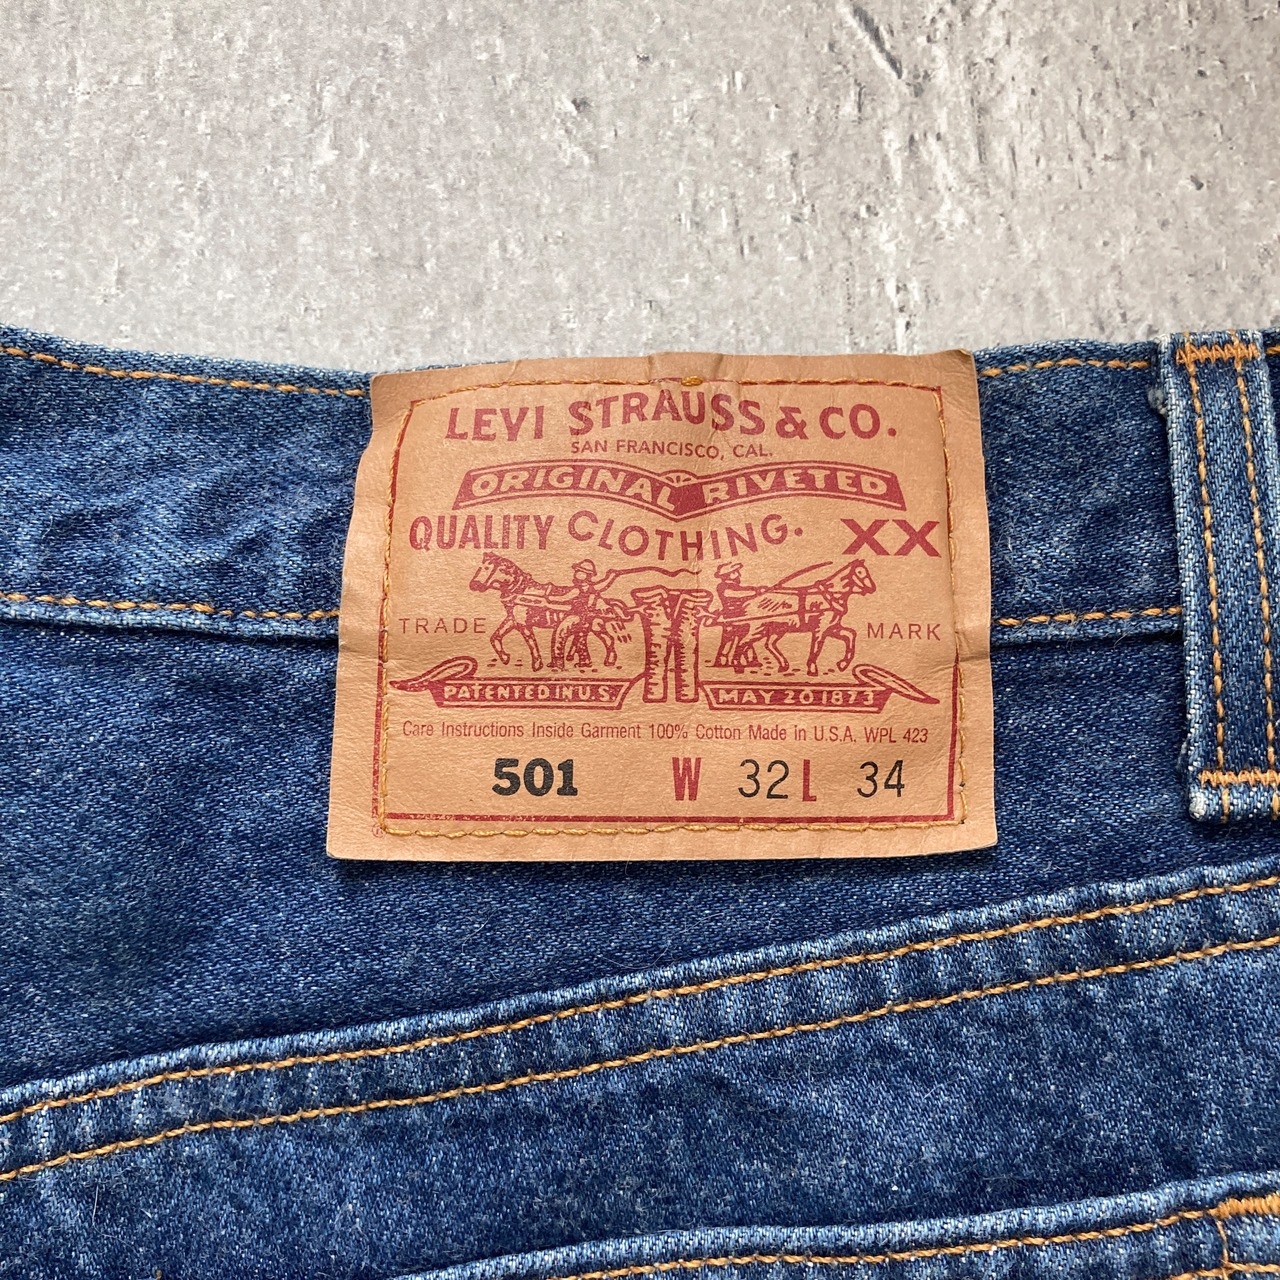 LEVI STRAUSS & CO.
SAN FRANCISCO, CAL.
ORIGINAL RIVETED
QUALITY CLOTHING. XX
TRADE MARK
PATENTED IN U.S. MAY 20 1873
Care Instructions Inside Garment 100% Cotton Made in U.S.A. WPL 423
501 W 32 L 34